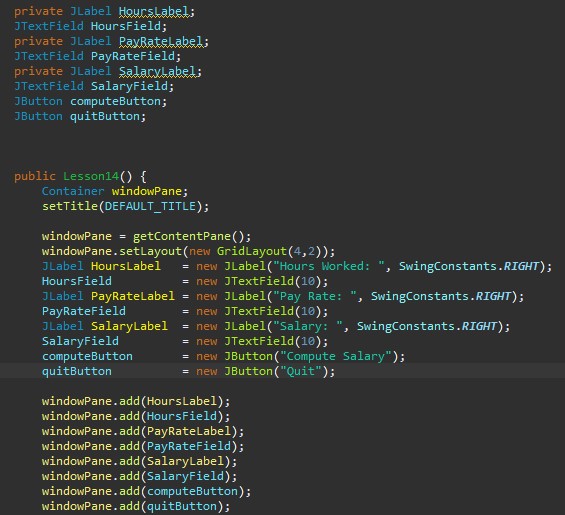 private JLabel HoursLabel;
JTextField HoursField;
private JLabel PayRateLabel;
JTextField PayRateField;
private JLabel SalaryLabel;
JTextField SalaryField;
JButton computeButton;
JButton quitButton;
public Lesson14() {
Container windowPane;
setTitle(DEFAULT_TITLE);
windowPane = getContentPane();
windowPane.setLayout(new GridLayout(4,2));
JLabel HoursLabel = new JLabel("Hours Worked: ", SwingConstants.RIGHT);
HoursField = new JTextField(10);
JLabel PayRateLabel = new JLabel("Pay Rate: ", SwingConstants.RIGHT);
PayRateField = new JTextField(10);
JLabel SalaryLabel = new JLabel("Salary: ", SwingConstants.RIGHT);
SalaryField = new JTextField(10);
computeButton = new JButton("Compute Salary");
quitButton = new JButton("Quit");
windowPane.add(HoursLabel);
windowPane.add(HoursField);
windowPane.add(PayRateLabel);
windowPane.add(PayRateField);
windowPane.add(SalaryLabel);
windowPane.add(SalaryField);
windowPane.add(computeButton);
windowPane.add(quitButton);